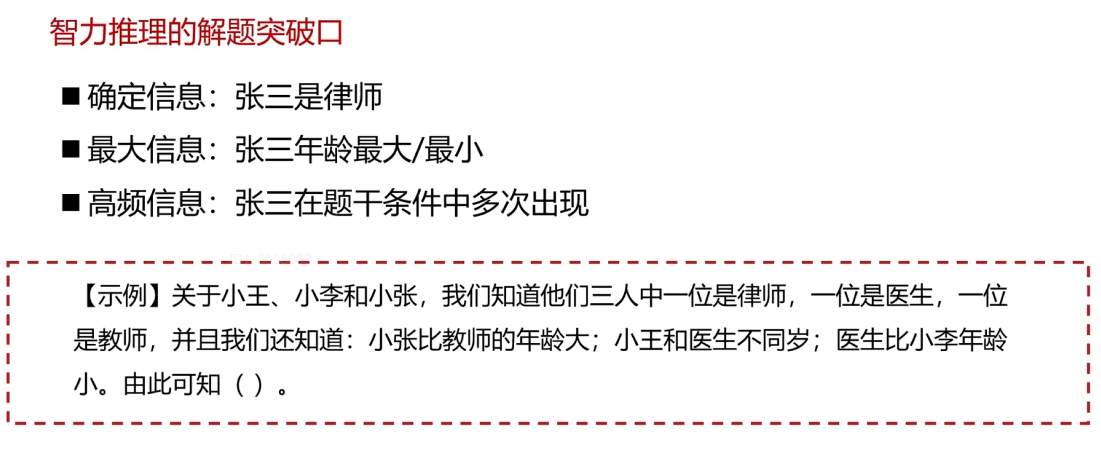 智力推理的解题突破口
■ 确定信息：张三是律师
■ 最大信息：张三年龄最大/最小
■ 高频信息：张三在题干条件中多次出现
【示例】关于小王、小李和小张，我们知道他们三人中一位是律师，一位是医生，一位
是教师，并且我们还知道：小张比教师的年龄大；小王和医生不同岁；医生比小李年龄
小。由此可知（ ）。